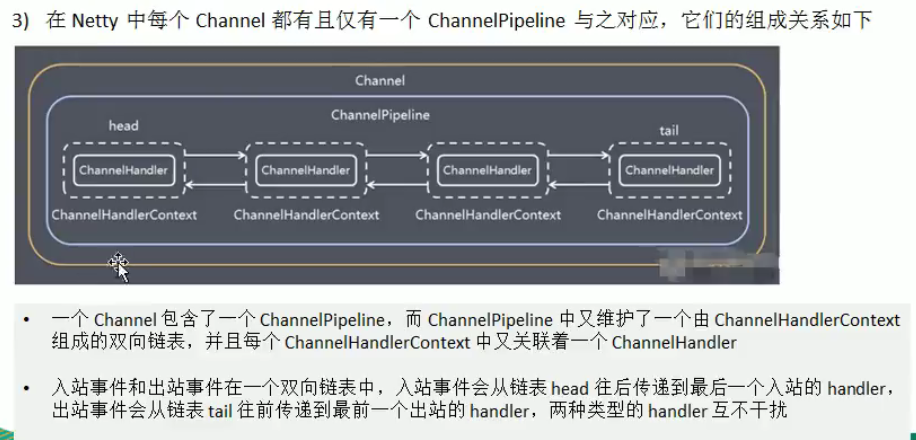 3) 在 Netty 中每个 Channel 都有且仅有一个 ChannelPipeline 与之对应，它们的组成关系如下
Channel
ChannelPipeline
head
tail
ChannelHandler ChannelHandler ChannelHandler ChannelHandler
ChannelHandlerContext ChannelHandlerContext ChannelHandlerContext ChannelHandlerContext
• 一个 Channel 包含了一个 ChannelPipeline，而 ChannelPipeline 中又维护了一个由 ChannelHandlerContext
组成的双向链表，并且每个 ChannelHandlerContext 中又关联着一个 ChannelHandler
• 入站事件和出站事件在一个双向链表中，入站事件会从链表 head 往后传递到最后一个入站的 handler，
出站事件会从链表 tail 往前传递到最前一个出站的 handler，两种类型的 handler 互不干扰